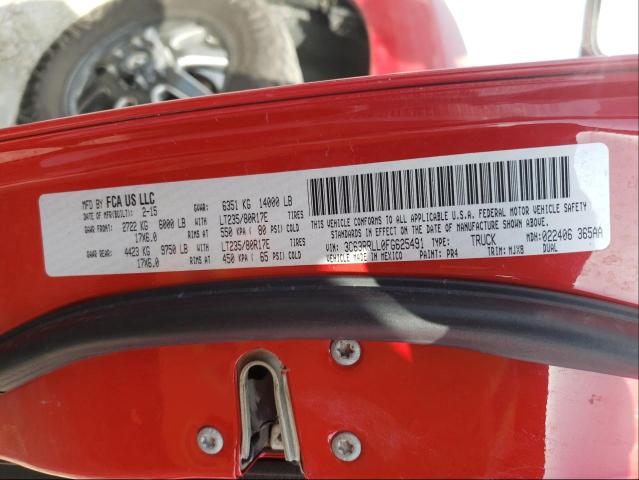 MFD BY FCA US LLC
DATE OF MFR(BUILT): 2-15 GVWR: 6351 KG 14000 LB
GAWR FRONT: 2722 KG 6000 LB WITH LT235/80R17E TIRES
17X6.0 RIMS AT 550 KPA ( 80 PSI) COLD
GAWR REAR: 4423 KG 9750 LB WITH LT235/80R17E TIRES
17X6.0 RIMS AT 450 KPA ( 65 PSI) COLD
THIS VEHICLE CONFORMS TO ALL APPLICABLE U.S.A. FEDERAL MOTOR VEHICLE SAFETY
STANDARDS IN EFFECT ON THE DATE OF MANUFACTURE SHOWN ABOVE.
VIN: 3C63RRLL0FG625491 TYPE: TRUCK MDH: 022406 365AA
VEHICLE MADE IN MEXICO PAINT: PR4 TRIM: MJX8 DUAL